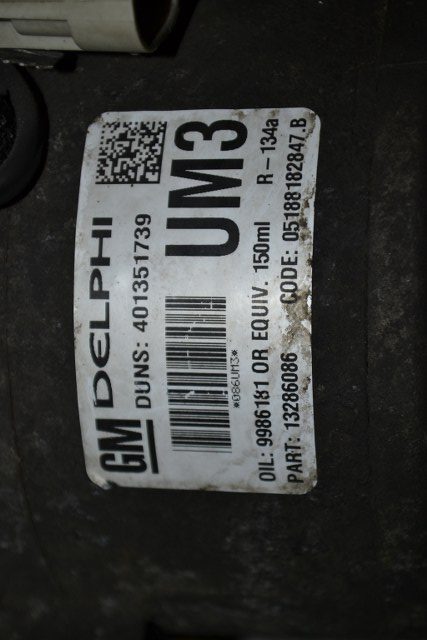 GM DELPHI
DUNS: 401351739
UM3
*086UM3*
OIL: 9986181 OR EQUIV. 150ml R-134a
PART: 13286086 CODE: 05188182847.B